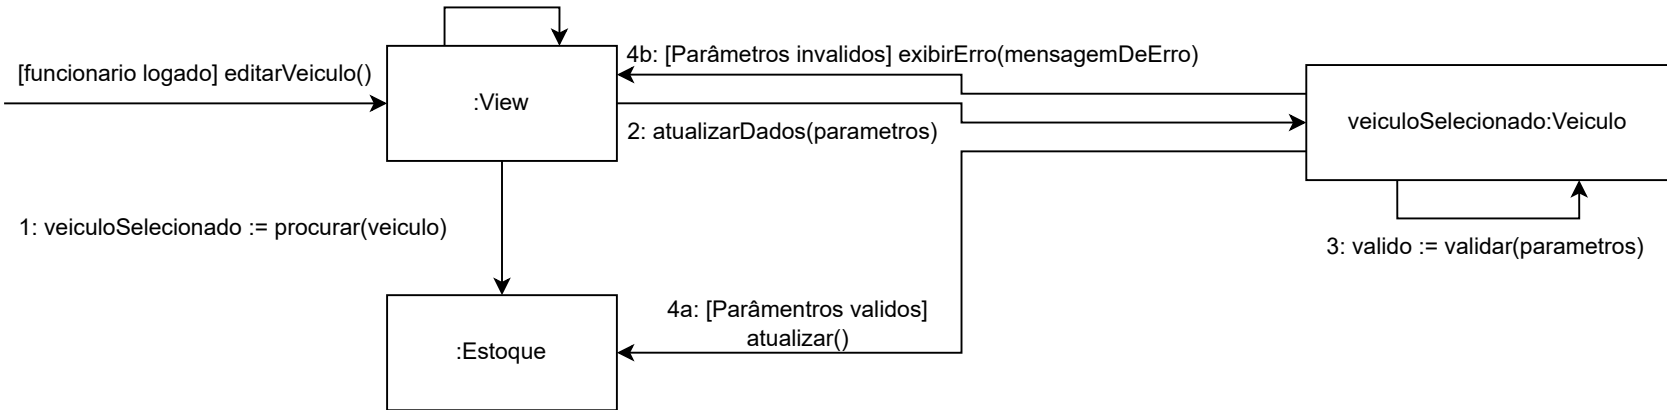 4b: [Parâmetros invalidos] exibirErro(mensagemDeErro)
[funcionario logado] editarVeiculo()
:View
veiculoSelecionado:Veiculo
2: atualizarDados(parametros)
1: veiculoSelecionado := procurar(veiculo)
3: valido := validar(parametros)
4a: [Parâmentros validos]
atualizar()
:Estoque